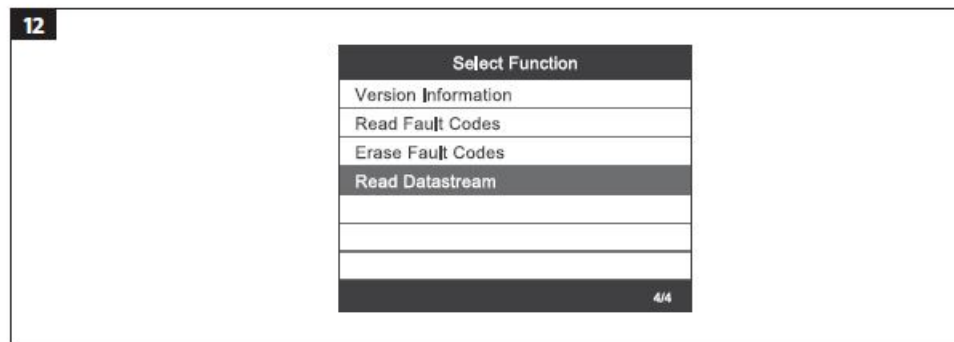 12
Select Function
Version Information
Read Fault Codes
Erase Fault Codes
Read Datastream
4/4